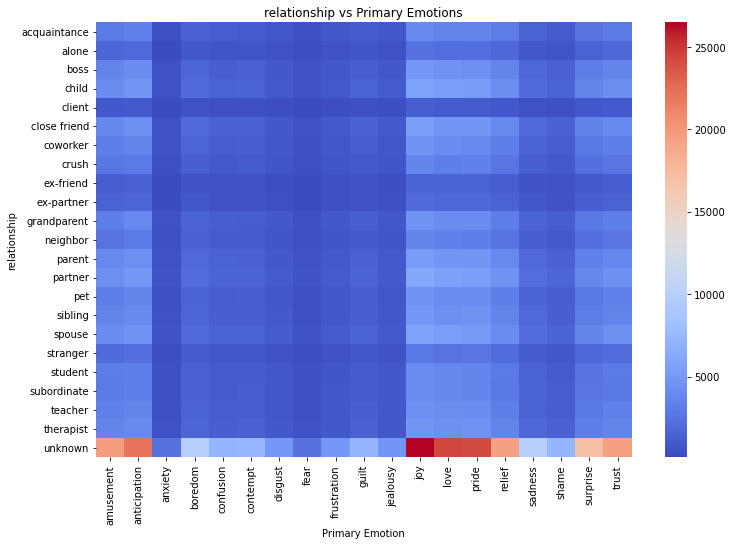 relationship vs Primary Emotions
relationship
acquaintance
alone
boss
child
client
close friend
coworker
crush
ex-friend
ex-partner
grandparent
neighbor
parent
partner
pet
sibling
spouse
stranger
student
subordinate
teacher
therapist
unknown
amusement
anticipation
anxiety
boredom
confusion
contempt
disgust
fear
frustration
guilt
jealousy
joy
love
pride
relief
sadness
shame
surprise
trust
Primary Emotion
25000
20000
15000
10000
5000